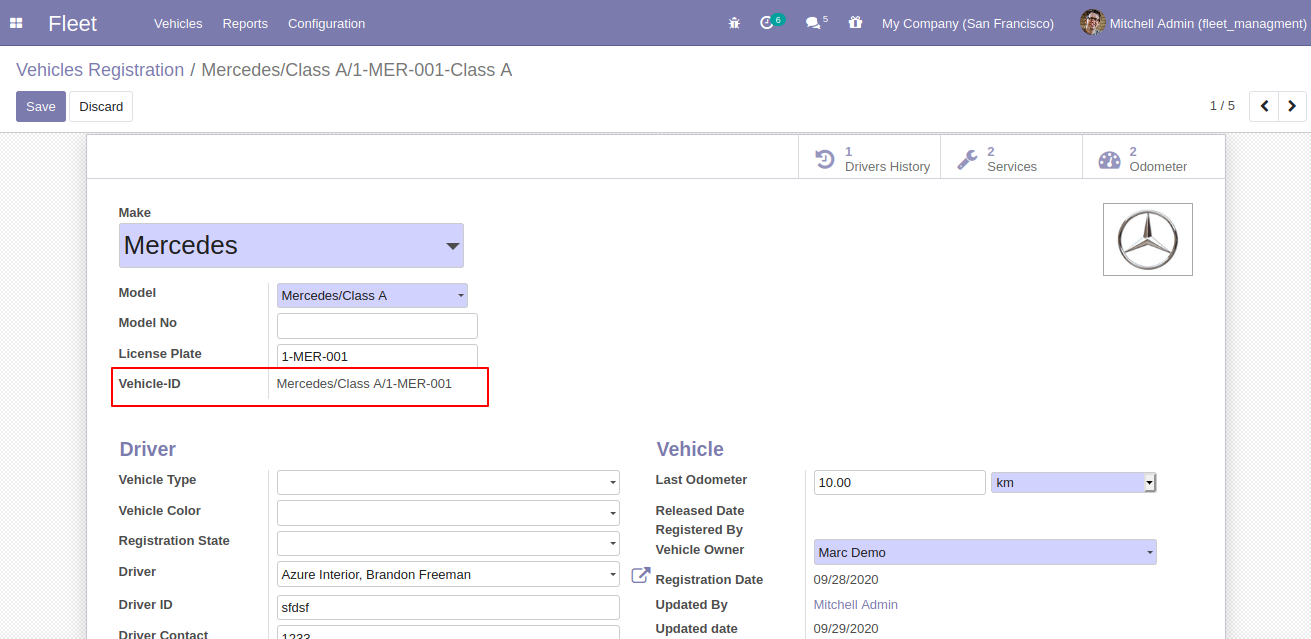 Fleet Vehicles Reports Configuration 6 5 My Company (San Francisco) Mitchell Admin (fleet_managment)
Vehicles Registration / Mercedes/Class A/1-MER-001-Class A
Save Discard 1 / 5
1 Drivers History 2 Services 2 Odometer
Make
Mercedes
Model Mercedes/Class A
Model No
License Plate 1-MER-001
Vehicle-ID Mercedes/Class A/1-MER-001
Driver
Vehicle Type
Vehicle Color
Registration State
Driver Azure Interior, Brandon Freeman
Driver ID sfdsf
Driver Contact 1233
Vehicle
Last Odometer 10.00 km
Released Date
Registered By
Vehicle Owner Marc Demo
Registration Date 09/28/2020
Updated By Mitchell Admin
Updated date 09/29/2020